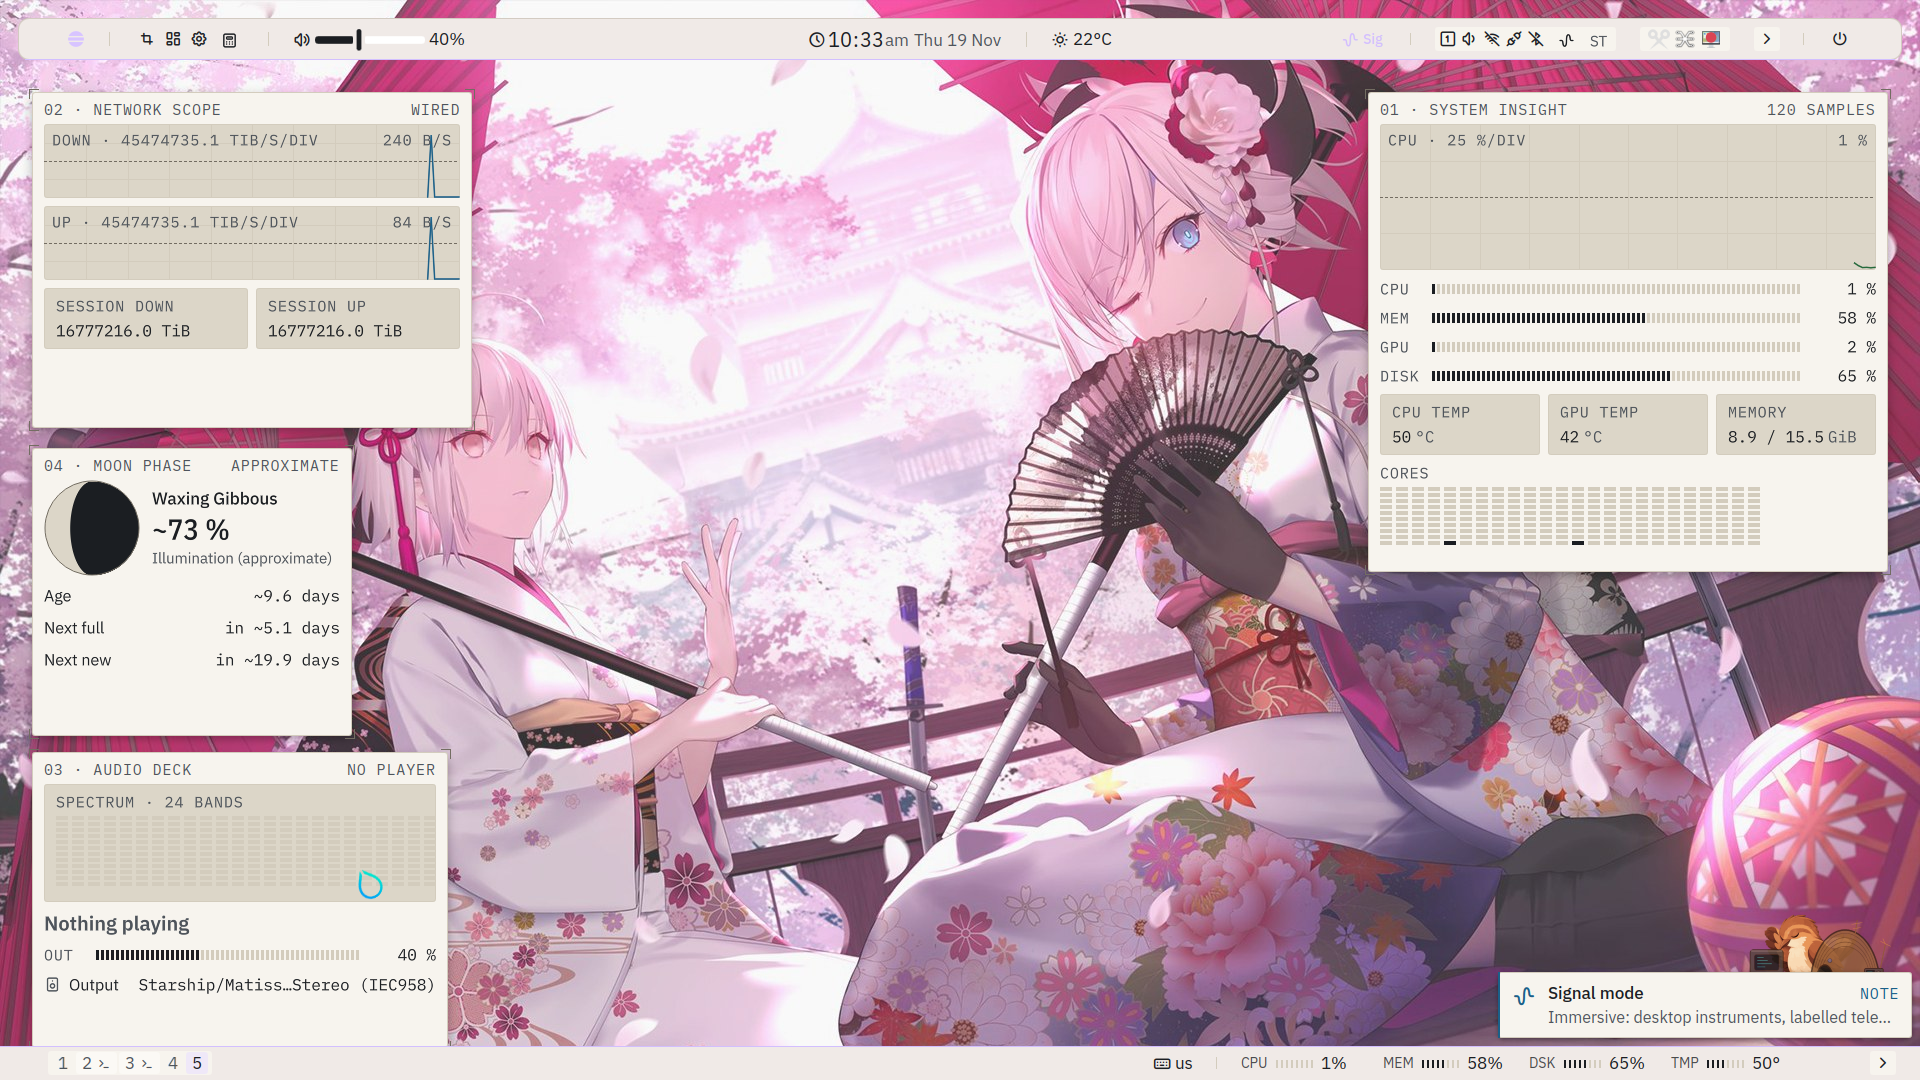 40%
10:33am Thu 19 Nov
22°C
Sig
1
ST
02 · NETWORK SCOPE WIRED
DOWN · 45474735.1 TIB/S/DIV 240 B/S
UP · 45474735.1 TIB/S/DIV 84 B/S
SESSION DOWN
16777216.0 TiB
SESSION UP
16777216.0 TiB
04 · MOON PHASE APPROXIMATE
Waxing Gibbous
~73 %
Illumination (approximate)
Age ~9.6 days
Next full in ~5.1 days
Next new in ~19.9 days
03 · AUDIO DECK NO PLAYER
SPECTRUM · 24 BANDS
Nothing playing
OUT 40 %
Output Starship/Matiss…Stereo (IEC958)
01 · SYSTEM INSIGHT 120 SAMPLES
CPU · 25 %/DIV 1 %
CPU 1 %
MEM 58 %
GPU 2 %
DISK 65 %
CPU TEMP
50 °C
GPU TEMP
42 °C
MEMORY
8.9 / 15.5 GiB
CORES
Signal mode NOTE
Immersive: desktop instruments, labelled tele…
1 2 3 4 5
us CPU 1% MEM 58% DSK 65% TMP 50°